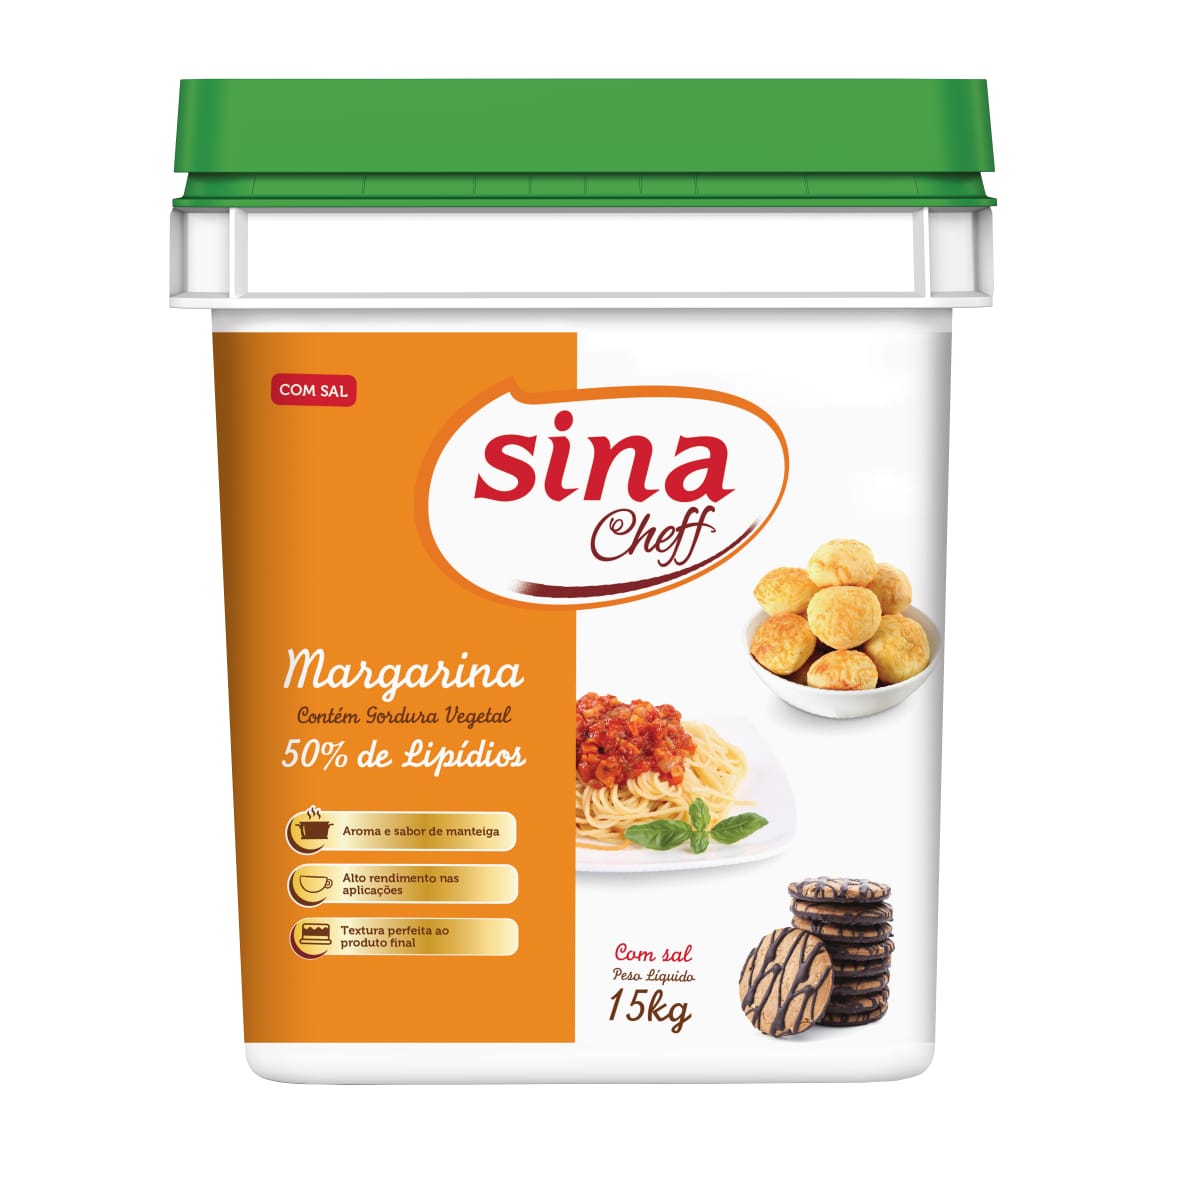 COM SAL
sina
Cheff
Margarina
Contém Gordura Vegetal
50% de Lipídios
Aroma e sabor de manteiga
Alto rendimento nas
aplicações
Textura perfeita ao
produto final
Com sal
Peso Líquido
15kg